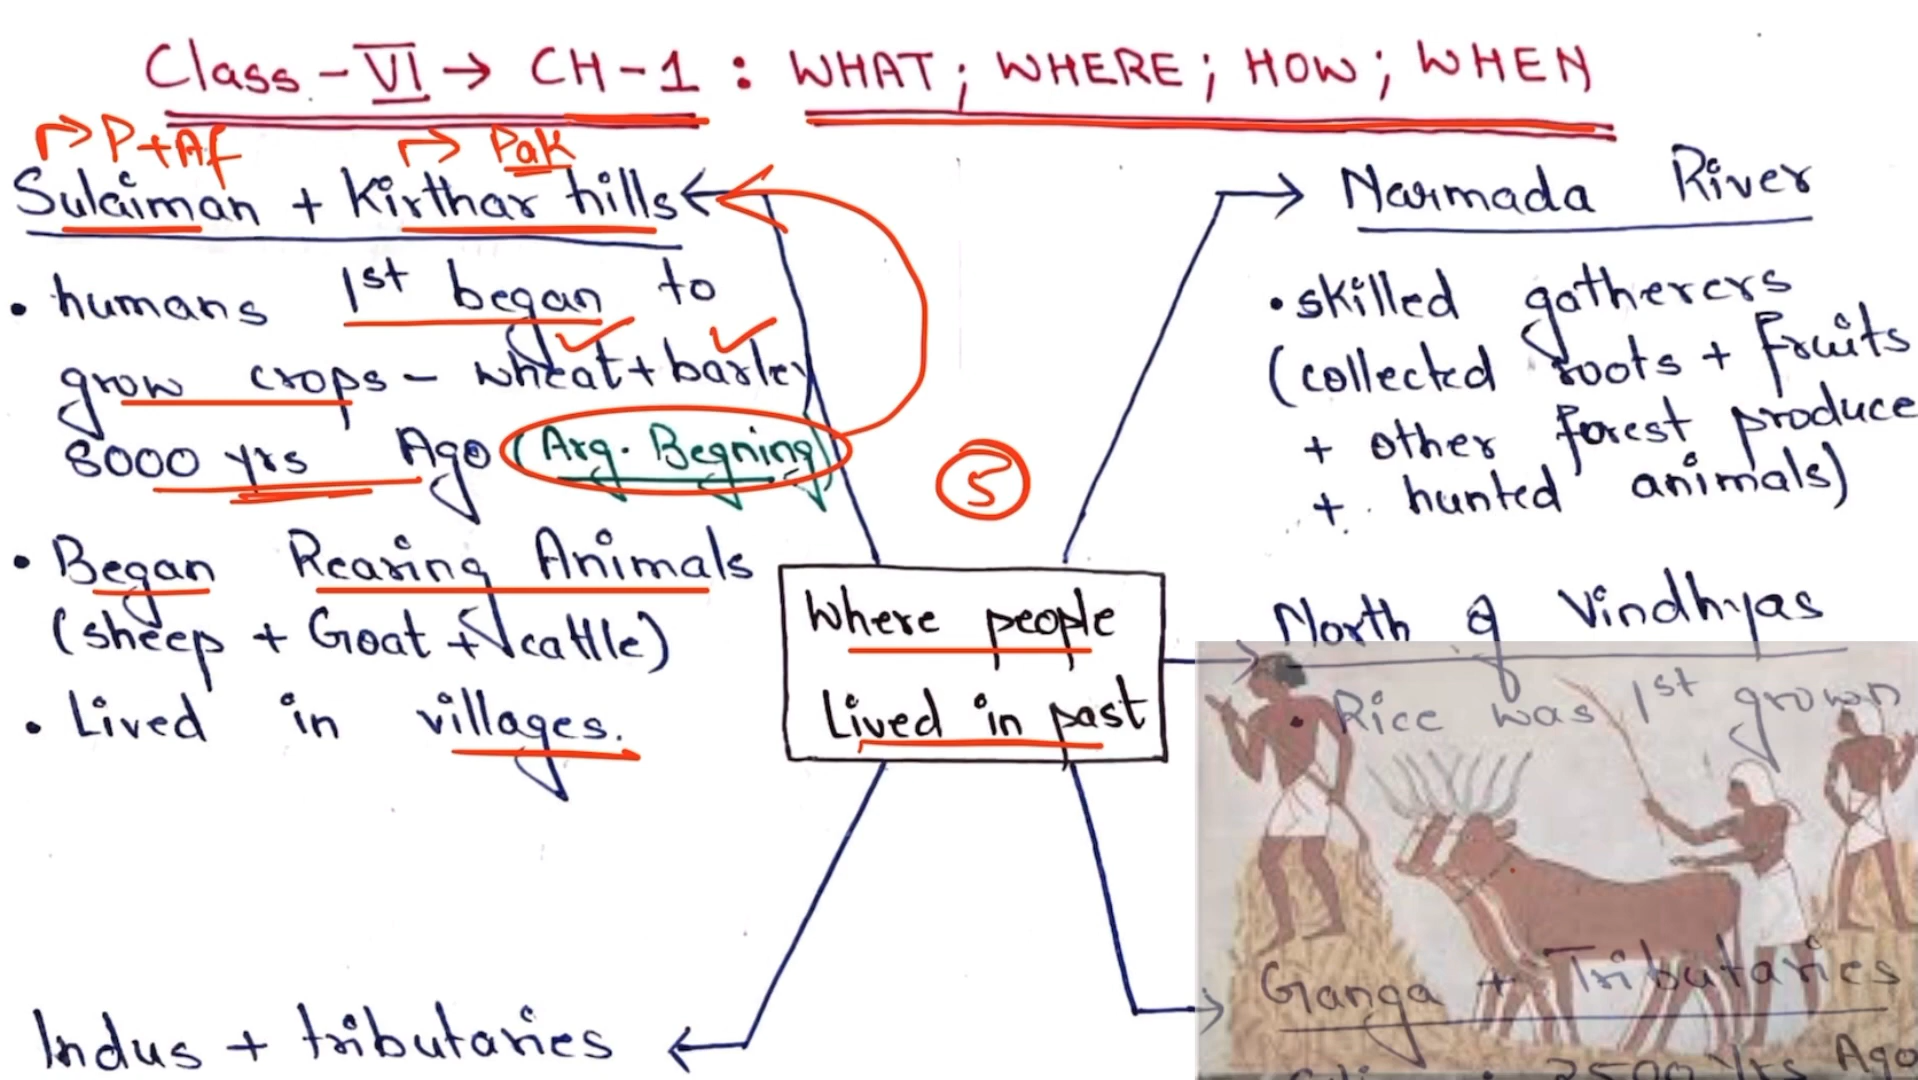 Class-VI → CH-1 : WHAT; WHERE; HOW; WHEN
P+Af
Pak
Sulaiman + Kirthar hills
• humans 1st began to
grow crops - wheat + barley
8000 yrs Ago (Arg. Begning)
• Began Rearing Animals
(sheep + Goat + cattle)
• Lived in villages.
Indus + tributaries
5
Where people
Lived in past
Narmada River
• skilled gatherers
(collected roots + fruits
+ other forest produce
+ hunted animals)
North of Vindhyas
• Rice was 1st grown
Ganga + Tributaries
2500 Yrs Ago